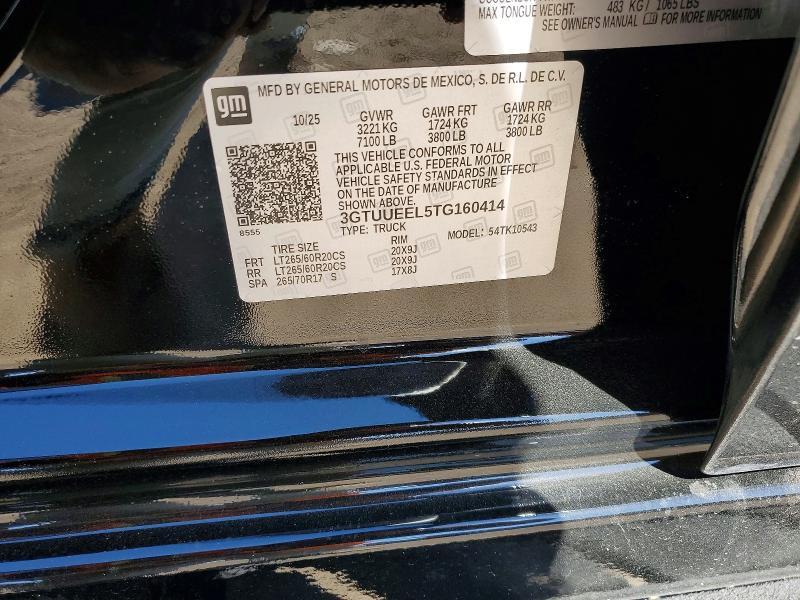 MAX TONGUE WEIGHT: 483 KG / 1065 LBS
SEE OWNER'S MANUAL gm FOR MORE INFORMATION
gm MFD BY GENERAL MOTORS DE MEXICO, S. DE R.L. DE C.V.
10/25 GVWR GAWR FRT GAWR RR
3221 KG 1724 KG 1724 KG
7100 LB 3800 LB 3800 LB
THIS VEHICLE CONFORMS TO ALL
APPLICABLE U.S. FEDERAL MOTOR
VEHICLE SAFETY STANDARDS IN EFFECT
ON THE DATE OF MANUFACTURE
SHOWN ABOVE.
3GTUUEEL5TG160414
8555 TYPE: TRUCK MODEL: 54TK10543
TIRE SIZE RIM
FRT LT265/60R20CS 20X9J
RR LT265/60R20CS 20X9J
SPA 265/70R17 S 17X8J